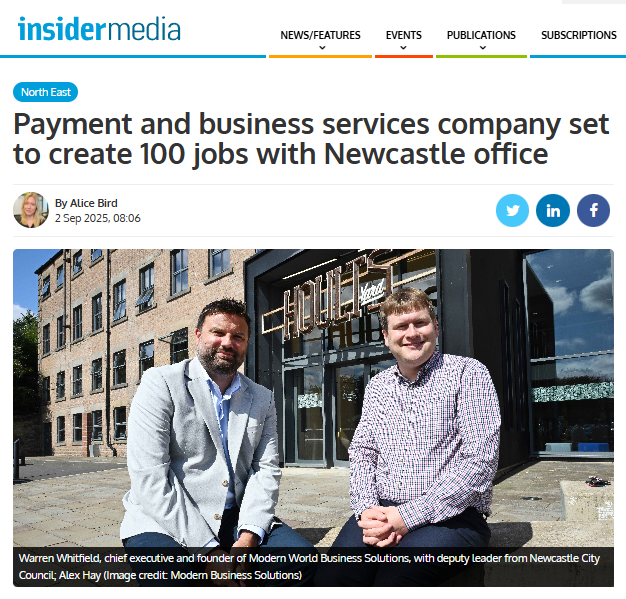 insidermedia
NEWS/FEATURES
EVENTS
PUBLICATIONS
SUBSCRIPTIONS
North East
Payment and business services company set
to create 100 jobs with Newcastle office
By Alice Bird
2 Sep 2025, 08:06
in
f
HOULTS
Yard
Warren Whitfield, chief executive and founder of Modern World Business Solutions, with deputy leader from Newcastle City
Council; Alex Hay (Image credit: Modern Business Solutions)